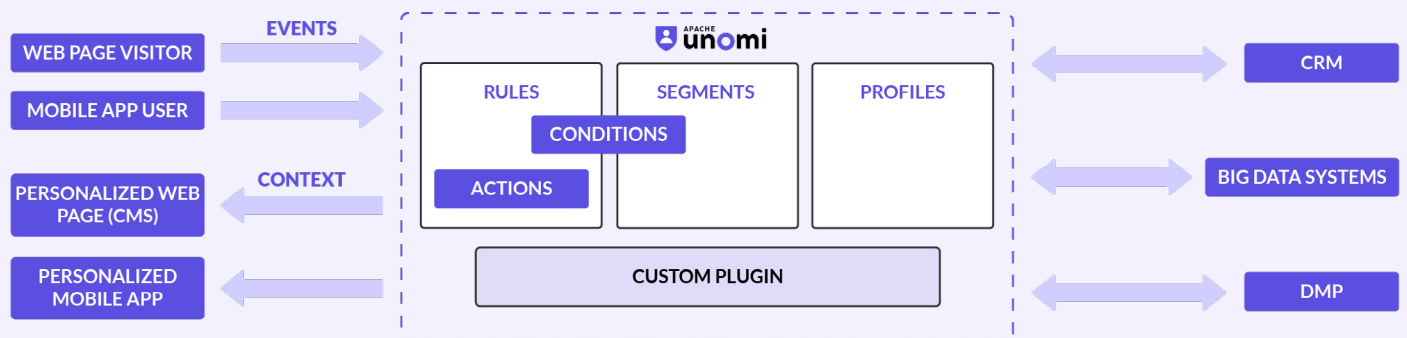 EVENTS
WEB PAGE VISITOR
MOBILE APP USER
CONTEXT
PERSONALIZED WEB
PAGE (CMS)
PERSONALIZED
MOBILE APP
APACHE
unomi
RULES
SEGMENTS
PROFILES
CONDITIONS
ACTIONS
CUSTOM PLUGIN
CRM
BIG DATA SYSTEMS
DMP